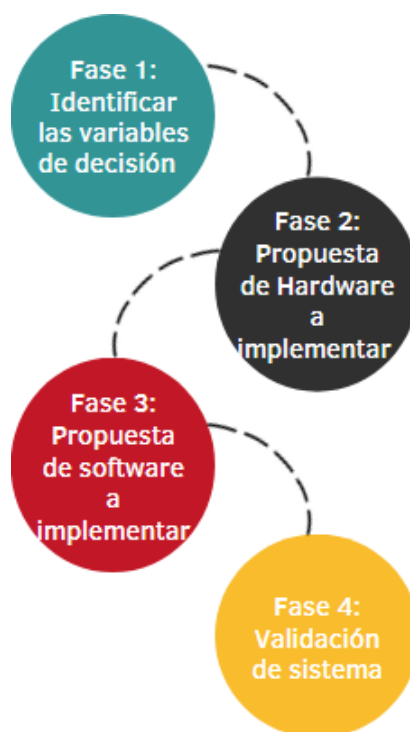 Fase 1:
Identificar
las variables
de decisión
Fase 2:
Propuesta
de Hardware
a
implementar
Fase 3:
Propuesta
de software
a
implementar
Fase 4:
Validación
de sistema